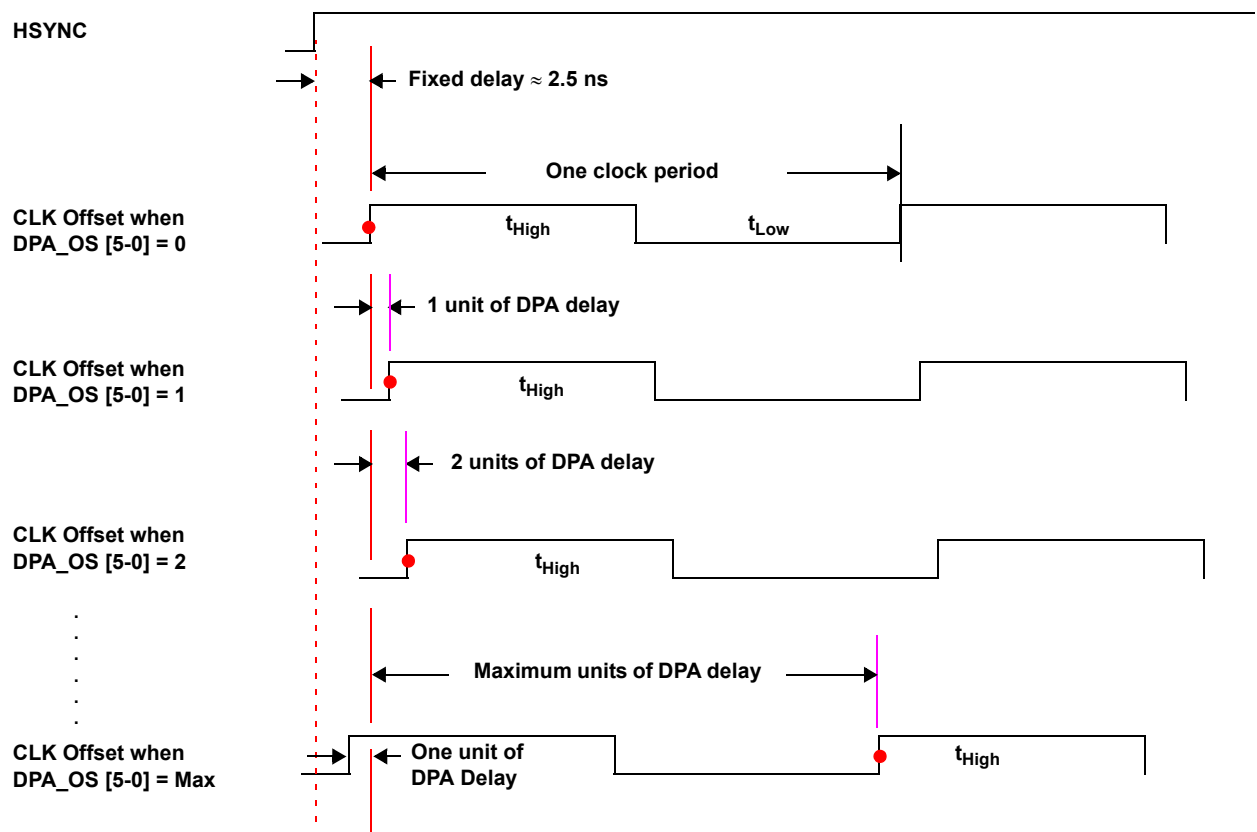 HSYNC
Fixed delay ≈ 2.5 ns
One clock period
CLK Offset when
DPA_OS [5-0] = 0
tHigh
tLow
1 unit of DPA delay
CLK Offset when
DPA_OS [5-0] = 1
tHigh
2 units of DPA delay
CLK Offset when
DPA_OS [5-0] = 2
tHigh
.
.
.
.
.
.
Maximum units of DPA delay
CLK Offset when
DPA_OS [5-0] = Max
One unit of
DPA Delay
tHigh